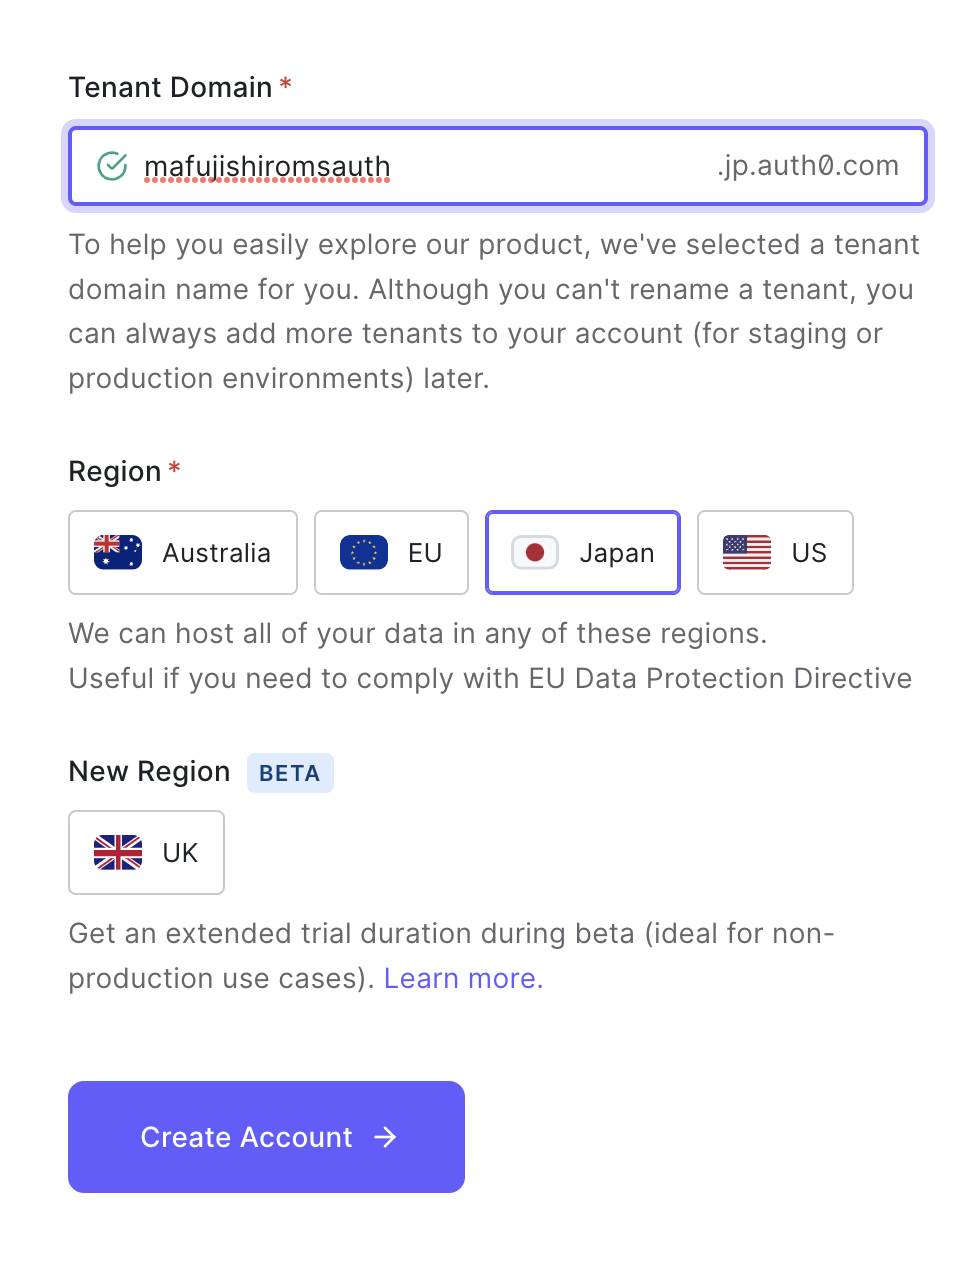 Tenant Domain *
mafujishiromsauth .jp.auth0.com
To help you easily explore our product, we've selected a tenant
domain name for you. Although you can't rename a tenant, you
can always add more tenants to your account (for staging or
production environments) later.
Region *
Australia EU Japan US
We can host all of your data in any of these regions.
Useful if you need to comply with EU Data Protection Directive
New Region BETA
UK
Get an extended trial duration during beta (ideal for non-
production use cases). Learn more.
Create Account →